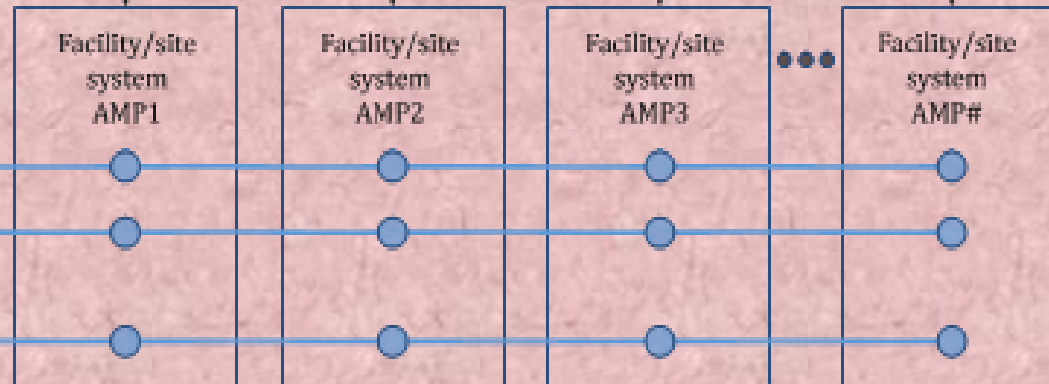 Facility/site
system
AMP1
Facility/site
system
AMP2
Facility/site
system
AMP3
Facility/site
system
AMP#